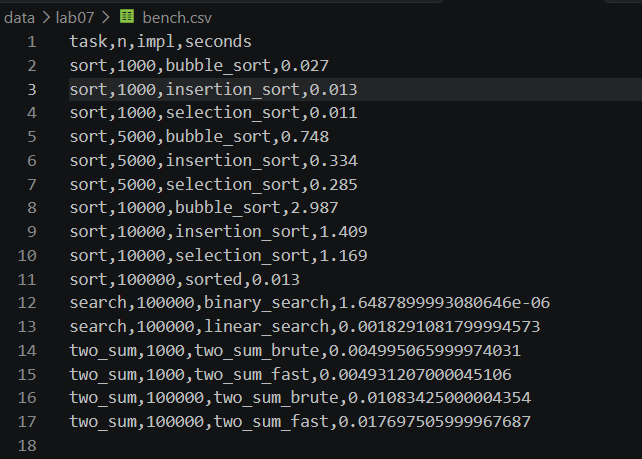 data > lab07 > bench.csv
1 task,n,impl,seconds
2 sort,1000,bubble_sort,0.027
3 sort,1000,insertion_sort,0.013
4 sort,1000,selection_sort,0.011
5 sort,5000,bubble_sort,0.748
6 sort,5000,insertion_sort,0.334
7 sort,5000,selection_sort,0.285
8 sort,10000,bubble_sort,2.987
9 sort,10000,insertion_sort,1.409
10 sort,10000,selection_sort,1.169
11 sort,100000,sorted,0.013
12 search,100000,binary_search,1.6487899993080646e-06
13 search,100000,linear_search,0.0018291081799994573
14 two_sum,1000,two_sum_brute,0.004995065999974031
15 two_sum,1000,two_sum_fast,0.004931207000045106
16 two_sum,100000,two_sum_brute,0.01083425000004354
17 two_sum,100000,two_sum_fast,0.017697505999967687
18